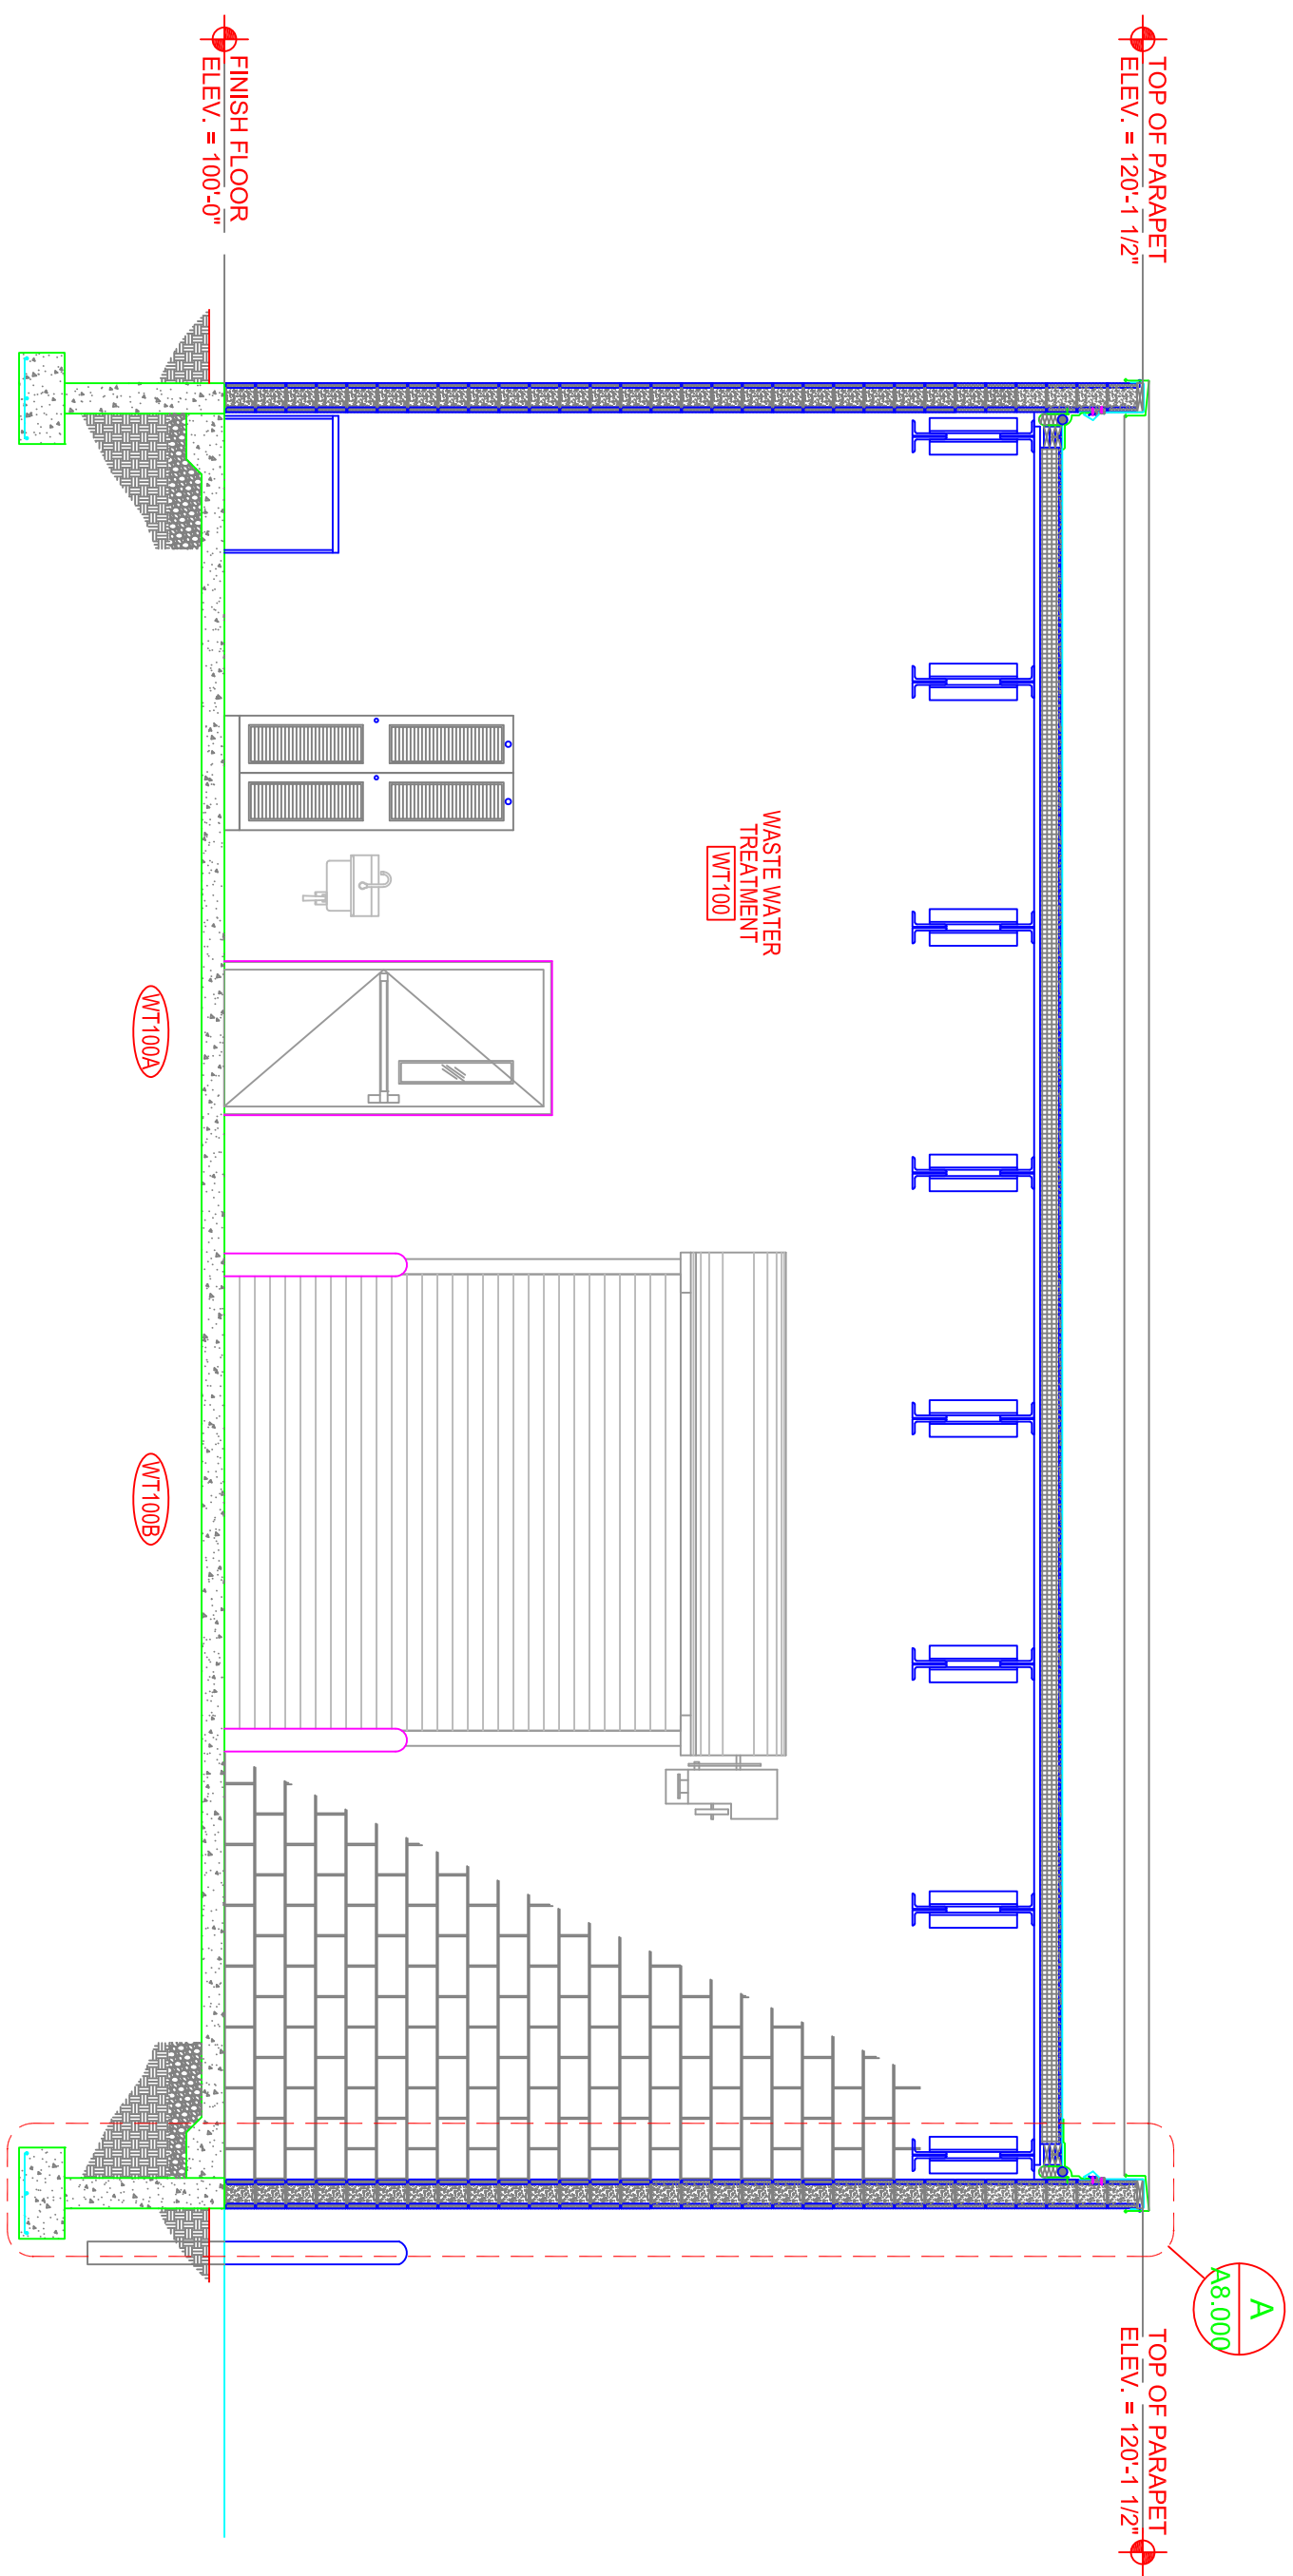 TOP OF PARAPET
ELEV. = 120'-1 1/2"
TOP OF PARAPET
ELEV. = 120'-1 1/2"
A
A8.000
WASTE WATER
TREATMENT
WT100
FINISH FLOOR
ELEV. = 100'-0"
WT100A
WT100B